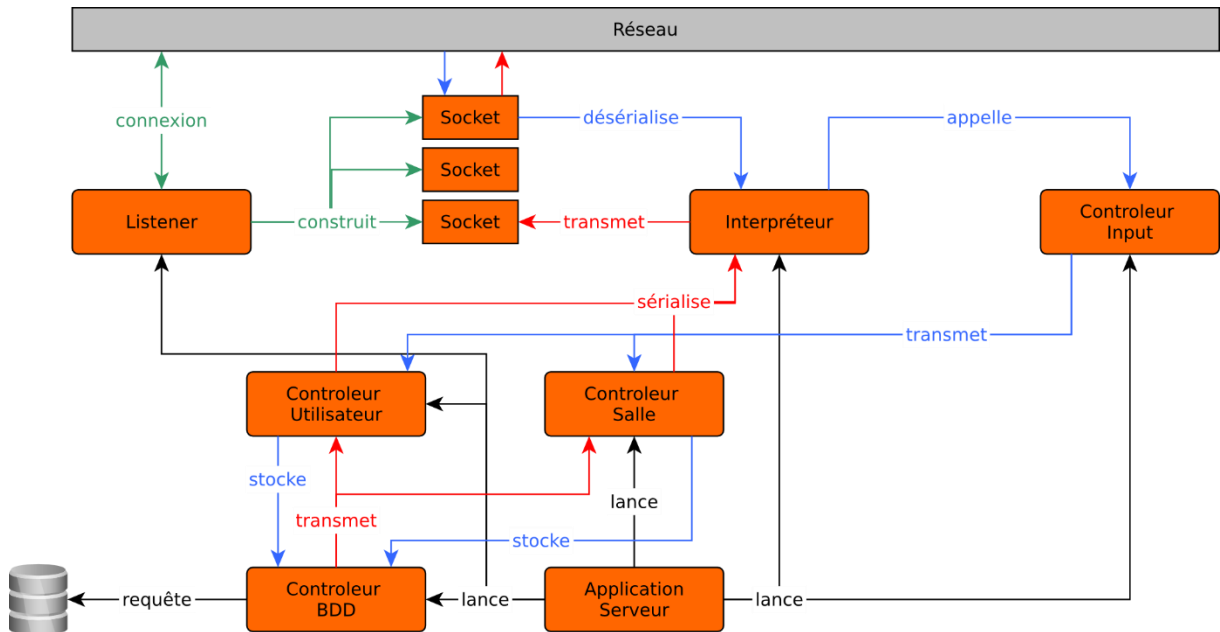 Réseau
connexion
Socket
désérialise
appelle
Socket
Listener
construit
Socket
transmet
Interpréteur
Controleur
Input
sérialise
transmet
Controleur
Utilisateur
Controleur
Salle
stocke
lance
transmet
stocke
requête
Controleur
BDD
lance
Application
Serveur
lance